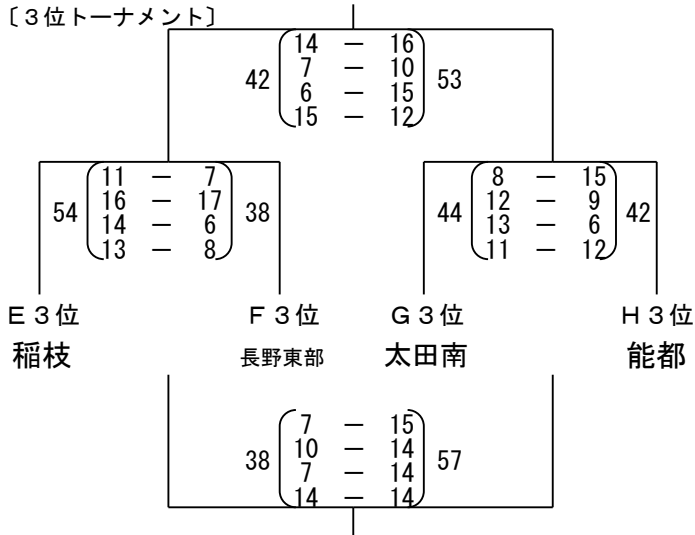 〔３位トーナメント〕
14 ― 16
42 7 ― 10 53
6 ― 15
15 ― 12
11 ― 7
54 16 ― 17 38
14 ― 6
13 ― 8
8 ― 15
44 12 ― 9 42
13 ― 6
11 ― 12
Ｅ３位 Ｆ３位 Ｇ３位 Ｈ３位
稲枝 長野東部 太田南 能都
7 ― 15
38 10 ― 14 57
7 ― 14
14 ― 14